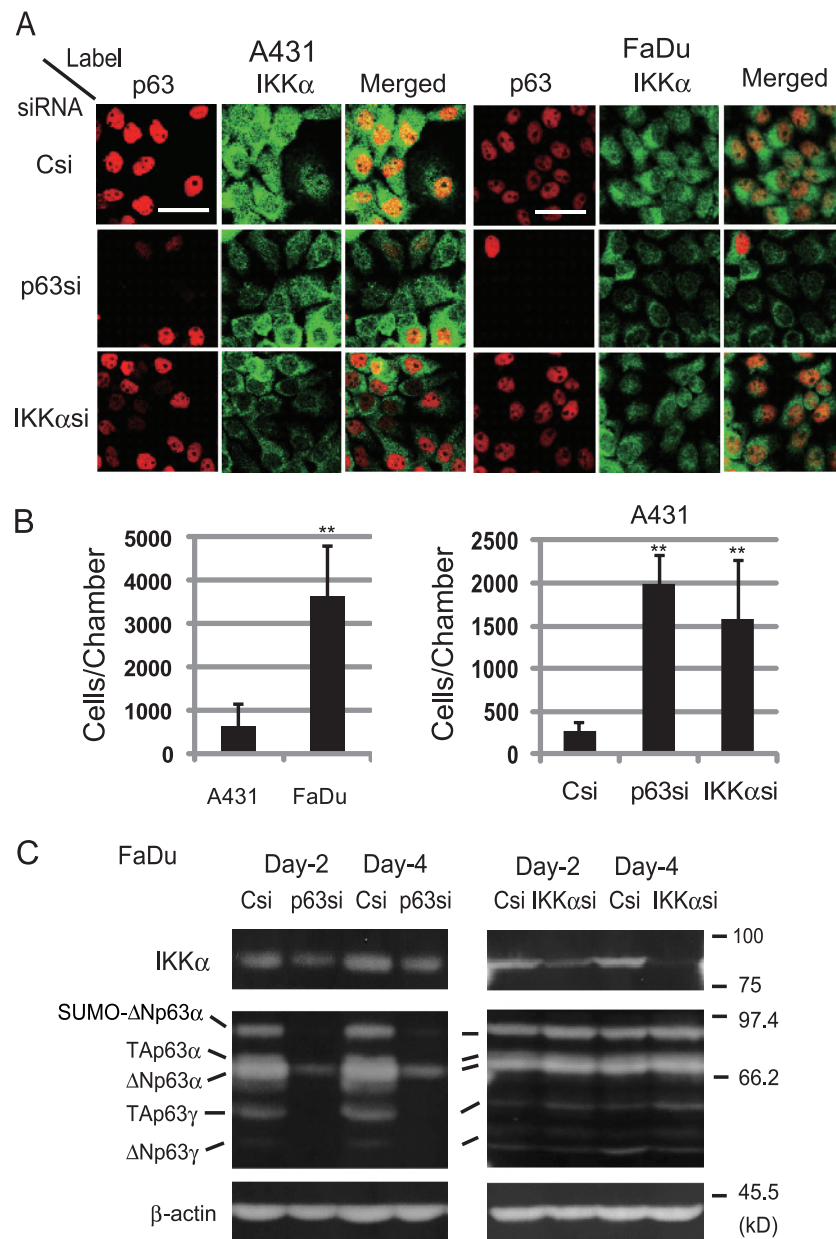 A
Label
A431
FaDu
p63 IKKα Merged p63 IKKα Merged
siRNA
Csi
p63si
IKKαsi
B
Cells/Chamber
5000
4000
3000
2000
1000
0
**
A431 FaDu
A431
Cells/Chamber
2500
2000
1500
1000
500
0
** **
Csi p63si IKKαsi
C
FaDu
Day-2 Day-4
Csi p63si Csi p63si
Day-2 Day-4
Csi IKKαsi Csi IKKαsi
IKKα
100
75
SUMO-ΔNp63α
TAp63α
ΔNp63α
TAp63γ
ΔNp63γ
97.4
66.2
β-actin
45.5
(kD)